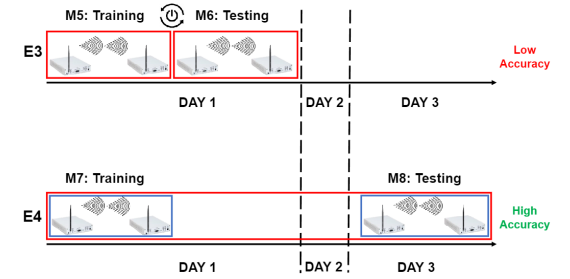 M5: Training
M6: Testing
E3
Low
Accuracy
DAY 1
DAY 2
DAY 3
M7: Training
M8: Testing
E4
High
Accuracy
DAY 1
DAY 2
DAY 3